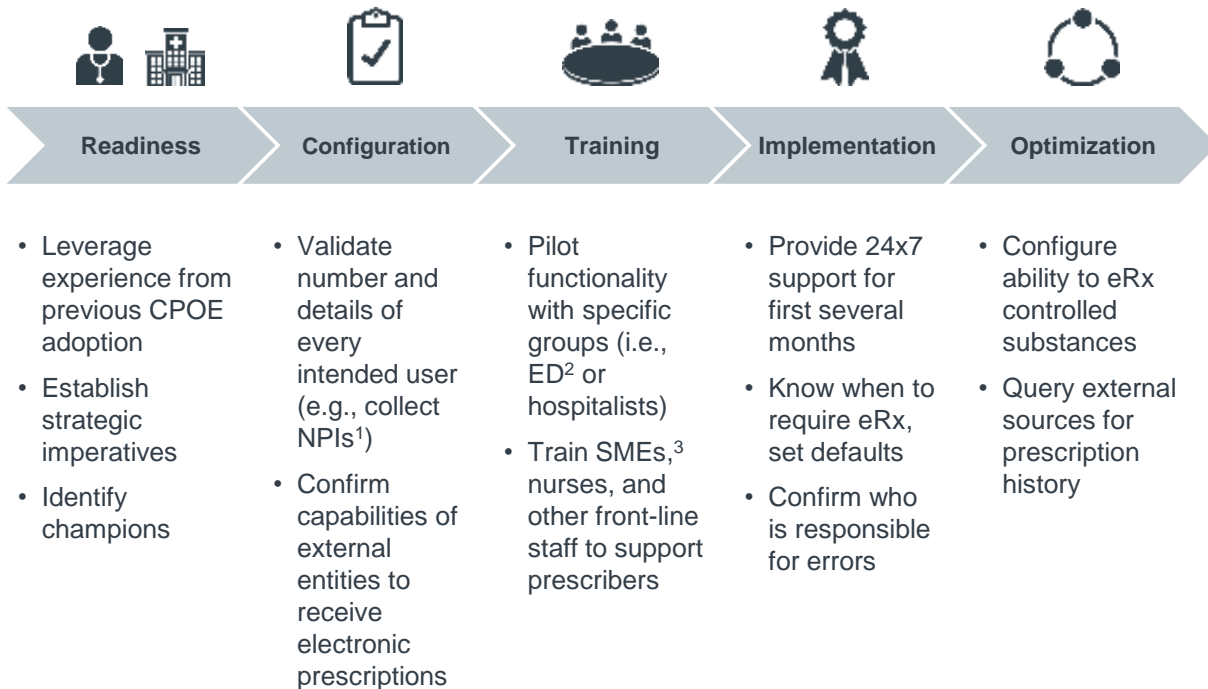 Readiness
Configuration
Training
Implementation
Optimization
• Leverage
experience from
previous CPOE
adoption
• Establish
strategic
imperatives
• Identify
champions
• Validate
number and
details of
every
intended user
(e.g., collect
NPIs¹)
• Confirm
capabilities of
external
entities to
receive
electronic
prescriptions
• Pilot
functionality
with specific
groups (i.e.,
ED² or
hospitalists)
• Train SMEs,³
nurses, and
other front-line
staff to support
prescribers
• Provide 24x7
support for
first several
months
• Know when to
require eRx,
set defaults
• Confirm who
is responsible
for errors
• Configure
ability to eRx
controlled
substances
• Query external
sources for
prescription
history